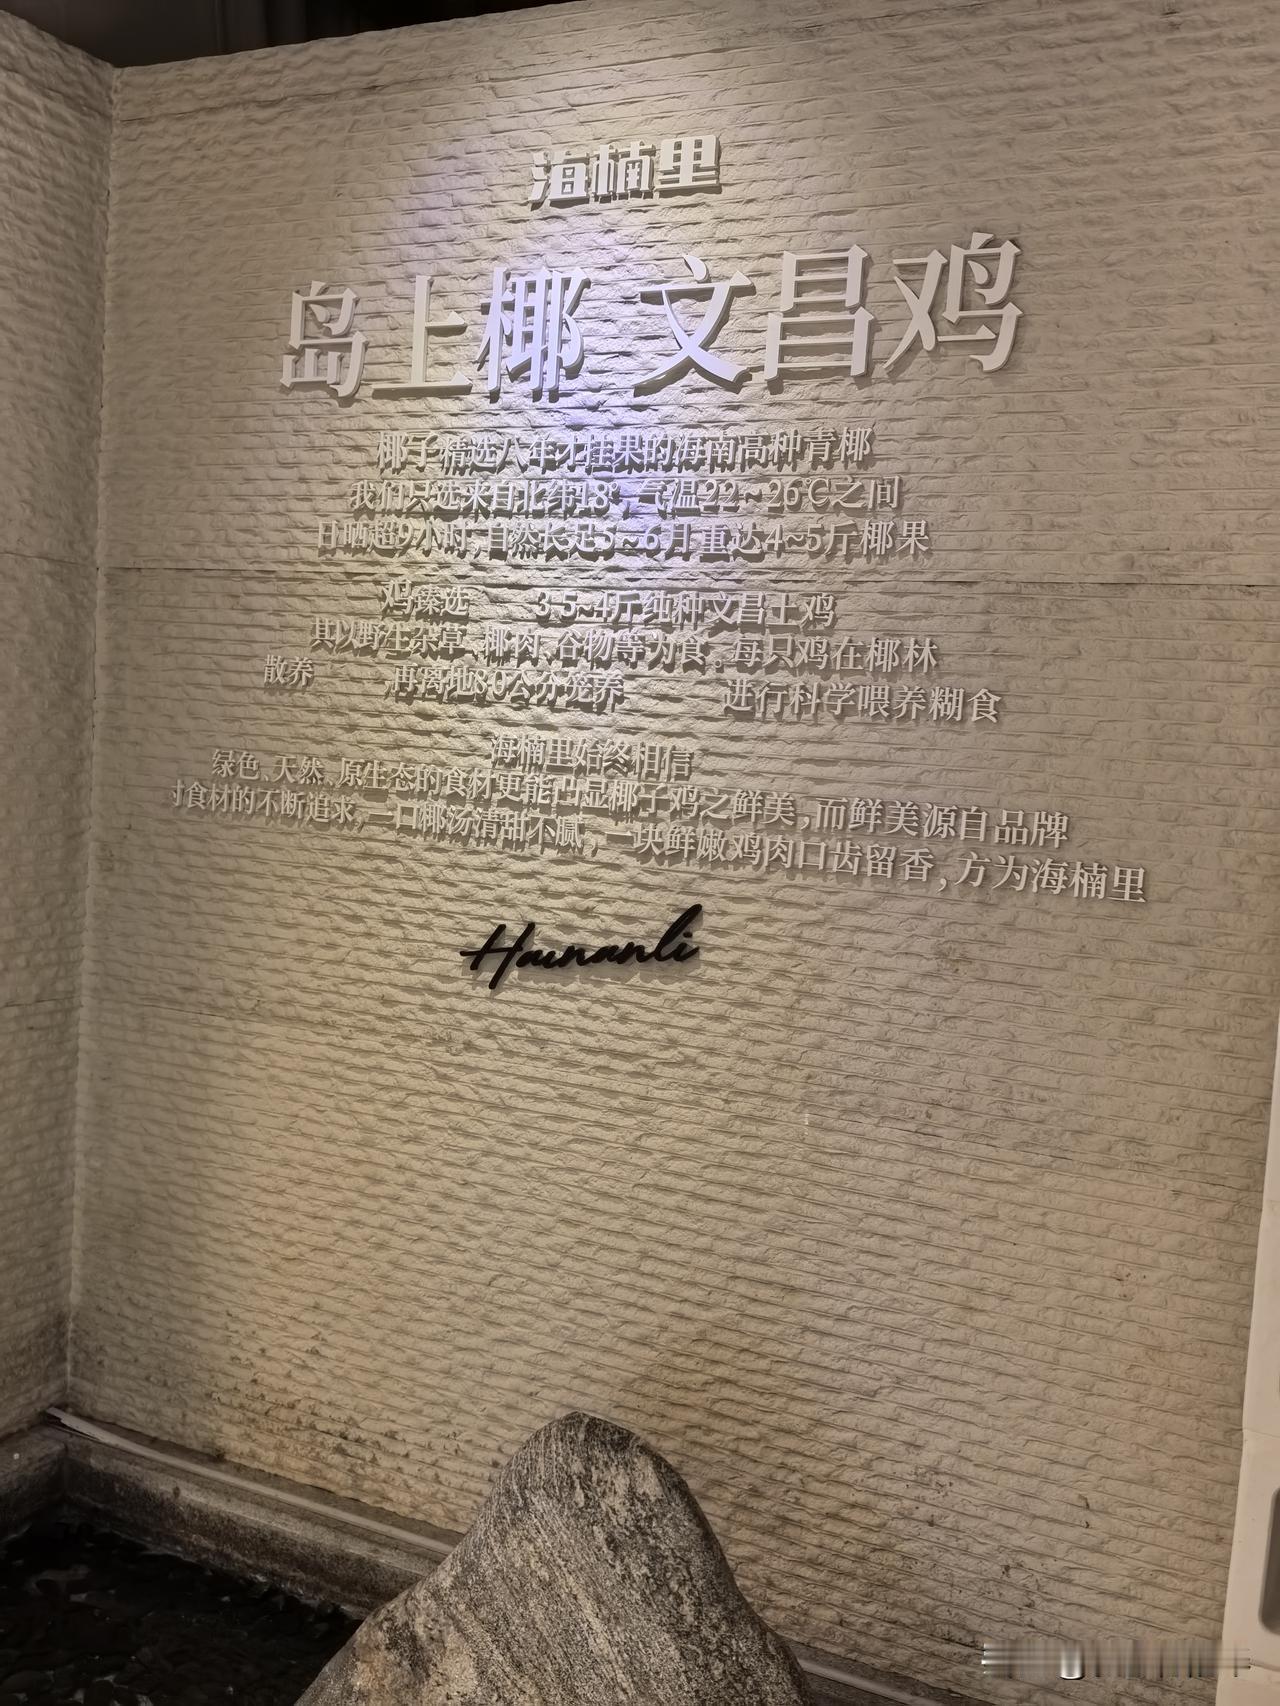 海楠里
岛上椰 文昌鸡
椰子精选八年才挂果的海南高种青椰
我们只选来自北纬18°,气温22~26℃之间
日晒超9小时,自然长足5~6月重达4~5斤椰果
鸡臻选 3.5~4斤纯种文昌土鸡
其以野生杂草、椰肉、谷物等为食。每只鸡在椰林
散养 ,再离地80公分笼养 进行科学喂养糊食
海楠里始终相信
绿色、天然、原生态的食材更能凸显椰子鸡之鲜美,而鲜美源自品牌
对食材的不断追求,一口椰汤清甜不腻,一块鲜嫩鸡肉口齿留香,方为海楠里
Hainanli